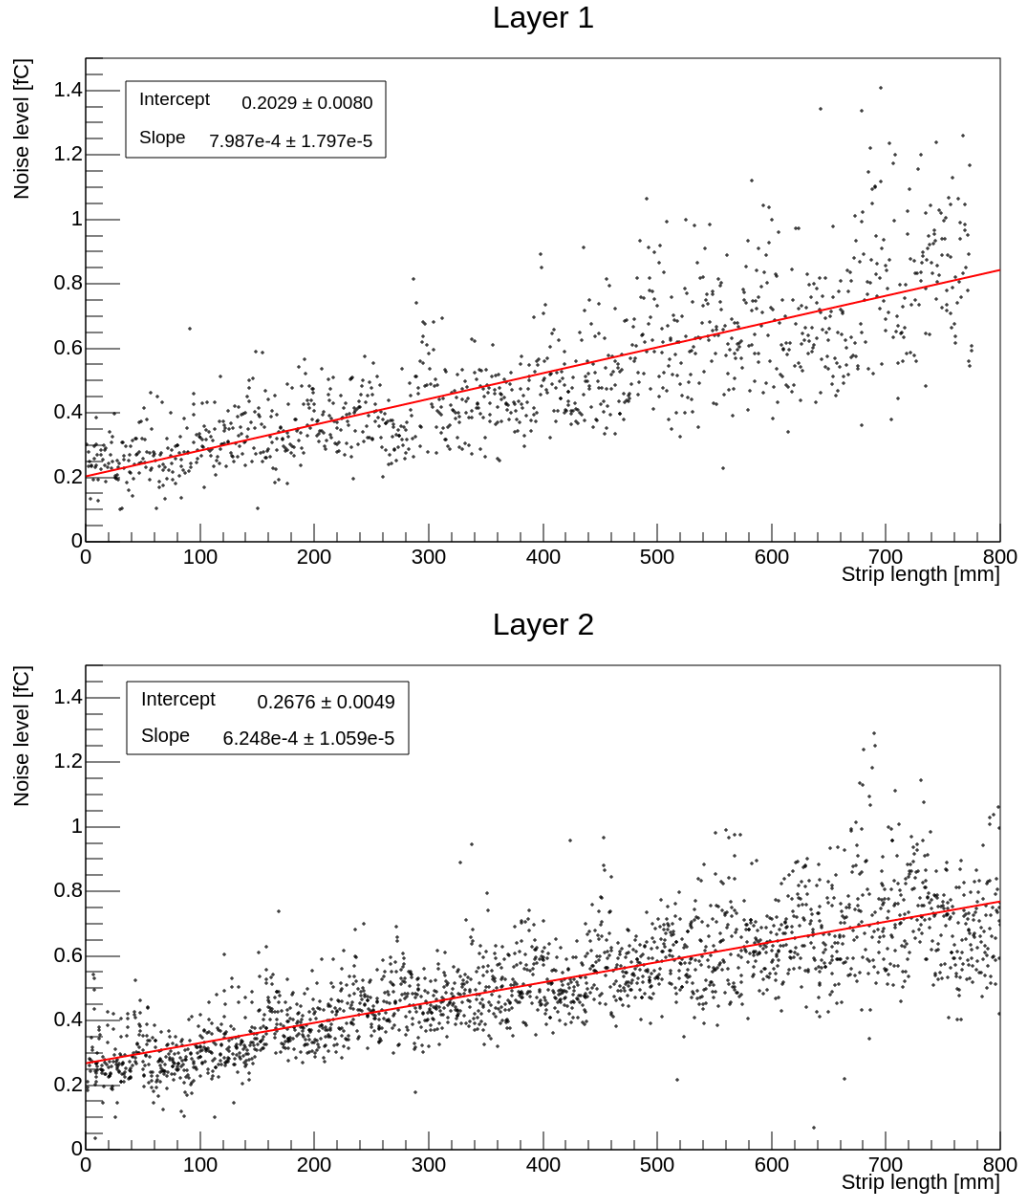 Layer 1
Noise level [fC]
Intercept 0.2029 ± 0.0080
Slope 7.987e-4 ± 1.797e-5
1.4
1.2
1
0.8
0.6
0.4
0.2
0
0 100 200 300 400 500 600 700 800
Strip length [mm]
Layer 2
Noise level [fC]
Intercept 0.2676 ± 0.0049
Slope 6.248e-4 ± 1.059e-5
1.4
1.2
1
0.8
0.6
0.4
0.2
0
0 100 200 300 400 500 600 700 800
Strip length [mm]